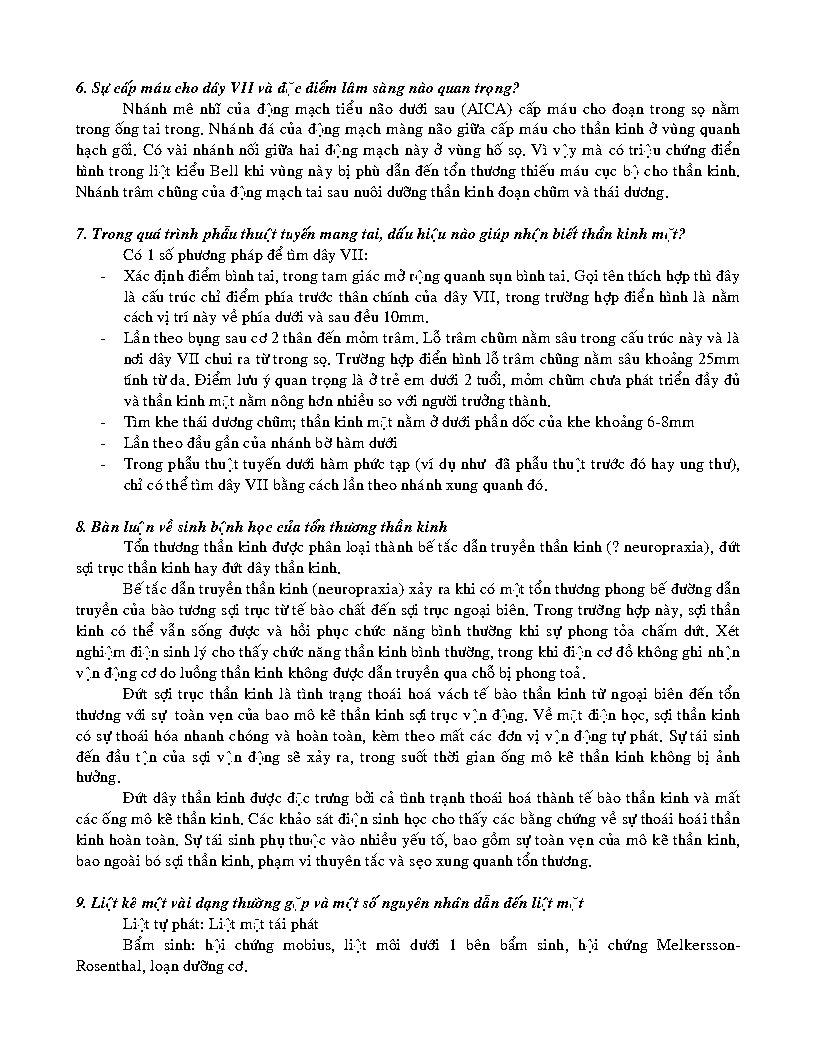 6. Sự cấp máu cho dây VII và đặc điểm lâm sàng nào quan trọng?
Nhánh mê nhĩ của động mạch tiểu não dưới sau (AICA) cấp máu cho đoạn trong sọ nằm
trong ống tai trong. Nhánh đá của động mạch màng não giữa cấp máu cho thần kinh ở vùng quanh
hạch gối. Có vài nhánh nối giữa hai động mạch này ở vùng hố sọ. Vì vậy mà có triệu chứng điển
hình trong liệt kiểu Bell khi vùng này bị phù dẫn đến tổn thương thiếu máu cục bộ cho thần kinh.
Nhánh trâm chũng của động mạch tai sau nuôi dưỡng thần kinh đoạn chũm và thái dương.
7. Trong quá trình phẫu thuật tuyến mang tai, dấu hiệu nào giúp nhận biết thần kinh mặt?
Có 1 số phương pháp để tìm dây VII:
- Xác định điểm bình tai, trong tam giác mở rộng quanh sụn bình tai. Gọi tên thích hợp thì đây
là cấu trúc chỉ điểm phía trước thân chính của dây VII, trong trường hợp điển hình là nằm
cách vị trí này về phía dưới và sau đều 10mm.
- Lần theo bụng sau cơ 2 thân đến mỏm trâm. Lỗ trâm chũm nằm sâu trong cấu trúc này và là
nơi dây VII chui ra từ trong sọ. Trường hợp điển hình lỗ trâm chũng nằm sâu khoảng 25mm
tính từ da. Điểm lưu ý quan trọng là ở trẻ em dưới 2 tuổi, mỏm chũm chưa phát triển đầy đủ
và thần kinh mặt nằm nông hơn nhiều so với người trưởng thành.
- Tìm khe thái dương chũm; thần kinh mặt nằm ở dưới phần dốc của khe khoảng 6-8mm
- Lần theo đầu gần của nhánh bờ hàm dưới
- Trong phẫu thuật tuyến dưới hàm phức tạp (ví dụ như đã phẫu thuật trước đó hay ung thư),
chỉ có thể tìm dây VII bằng cách lần theo nhánh xung quanh đó.
8. Bàn luận về sinh bệnh học của tổn thương thần kinh
Tổn thương thần kinh được phân loại thành bế tắc dẫn truyền thần kinh (? neuropraxia), đứt
sợi trục thần kinh hay đứt dây thần kinh.
Bế tắc dẫn truyền thần kinh (neuropraxia) xảy ra khi có một tổn thương phong bế đường dẫn
truyền của bào tương sợi trục từ tế bào chất đến sợi trục ngoại biên. Trong trường hợp này, sợi thần
kinh có thể vẫn sống được và hồi phục chức năng bình thường khi sự phong tỏa chấm dứt. Xét
nghiệm điện sinh lý cho thấy chức năng thần kinh bình thường, trong khi điện cơ đồ không ghi nhận
vận động cơ do luồng thần kinh không được dẫn truyền qua chỗ bị phong toả.
Đứt sợi trục thần kinh là tình trạng thoái hoá vách tế bào thần kinh từ ngoại biên đến tổn
thương với sự toàn vẹn của bao mô kẽ thần kinh sợi trục vận động. Về mặt điện học, sợi thần kinh
có sự thoái hóa nhanh chóng và hoàn toàn, kèm theo mất các đơn vị vận động tự phát. Sự tái sinh
đến đầu tận của sợi vận động sẽ xảy ra, trong suốt thời gian ống mô kẽ thần kinh không bị ảnh
hưởng.
Đứt dây thần kinh được đặc trưng bởi cả tình trạnh thoái hoá thành tế bào thần kinh và mất
các ống mô kẽ thần kinh. Các khảo sát điện sinh học cho thấy các bằng chứng về sự thoái hoái thần
kinh hoàn toàn. Sự tái sinh phụ thuộc vào nhiều yếu tố, bao gồm sự toàn vẹn của mô kẽ thần kinh,
bao ngoài bó sợi thần kinh, phạm vi thuyên tắc và sẹo xung quanh tổn thương.
9. Liệt kê một vài dạng thường gặp và một số nguyên nhân dẫn đến liệt mặt
Liệt tự phát: Liệt mặt tái phát
Bẩm sinh: hội chứng mobius, liệt môi dưới 1 bên bẩm sinh, hội chứng Melkersson-
Rosenthal, loạn dưỡng cơ.